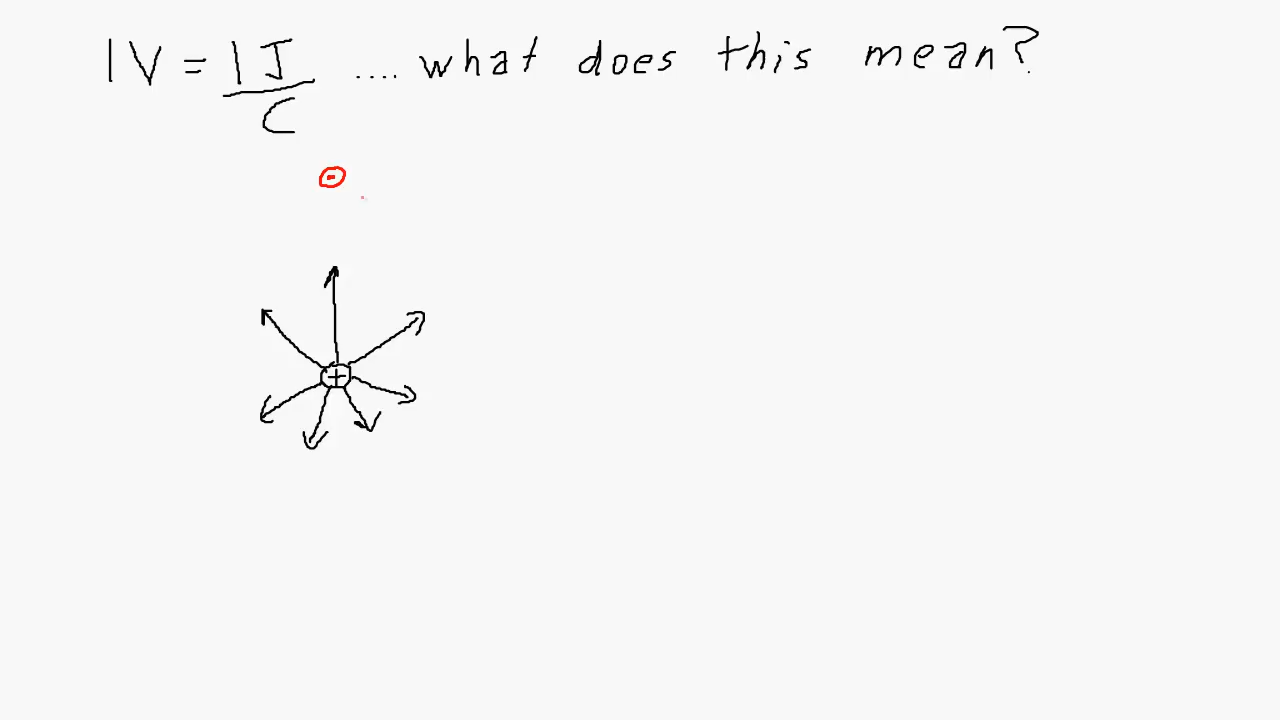 1V = 1J .... what does this mean?
C
+